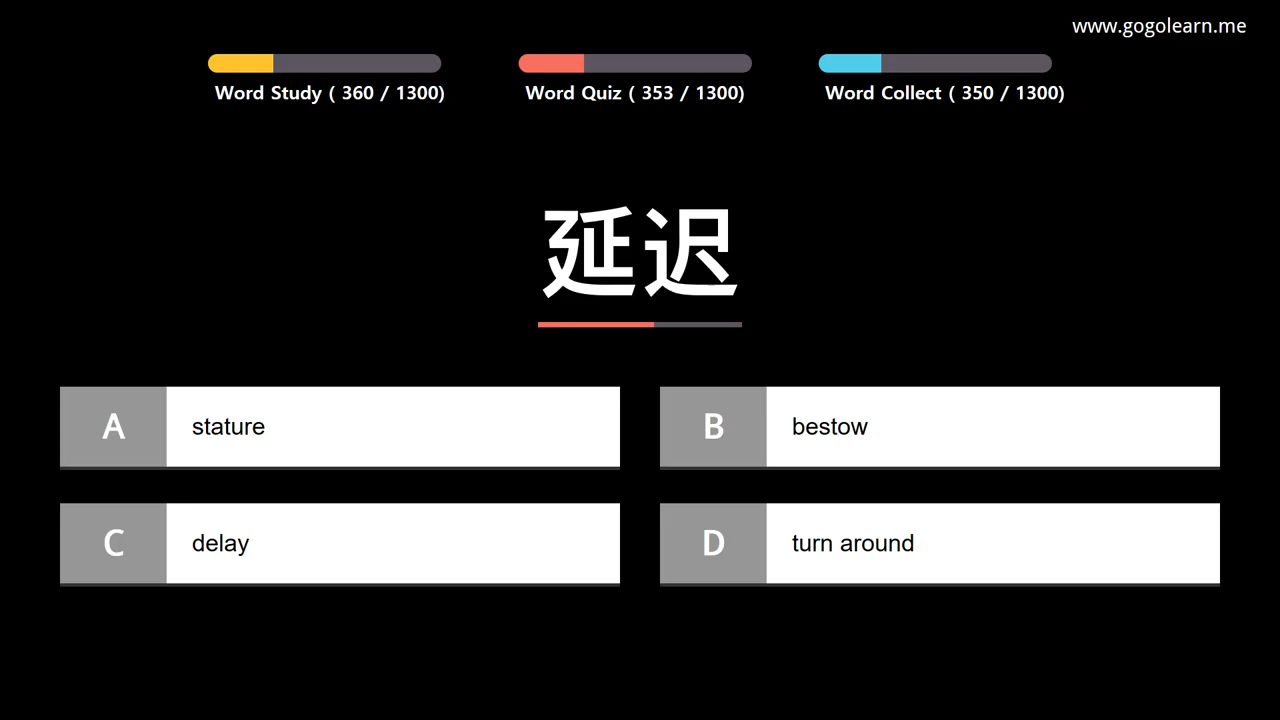 www.gogolearn.me
Word Study ( 360 / 1300)
Word Quiz ( 353 / 1300)
Word Collect ( 350 / 1300)
延迟
A stature
B bestow
C delay
D turn around